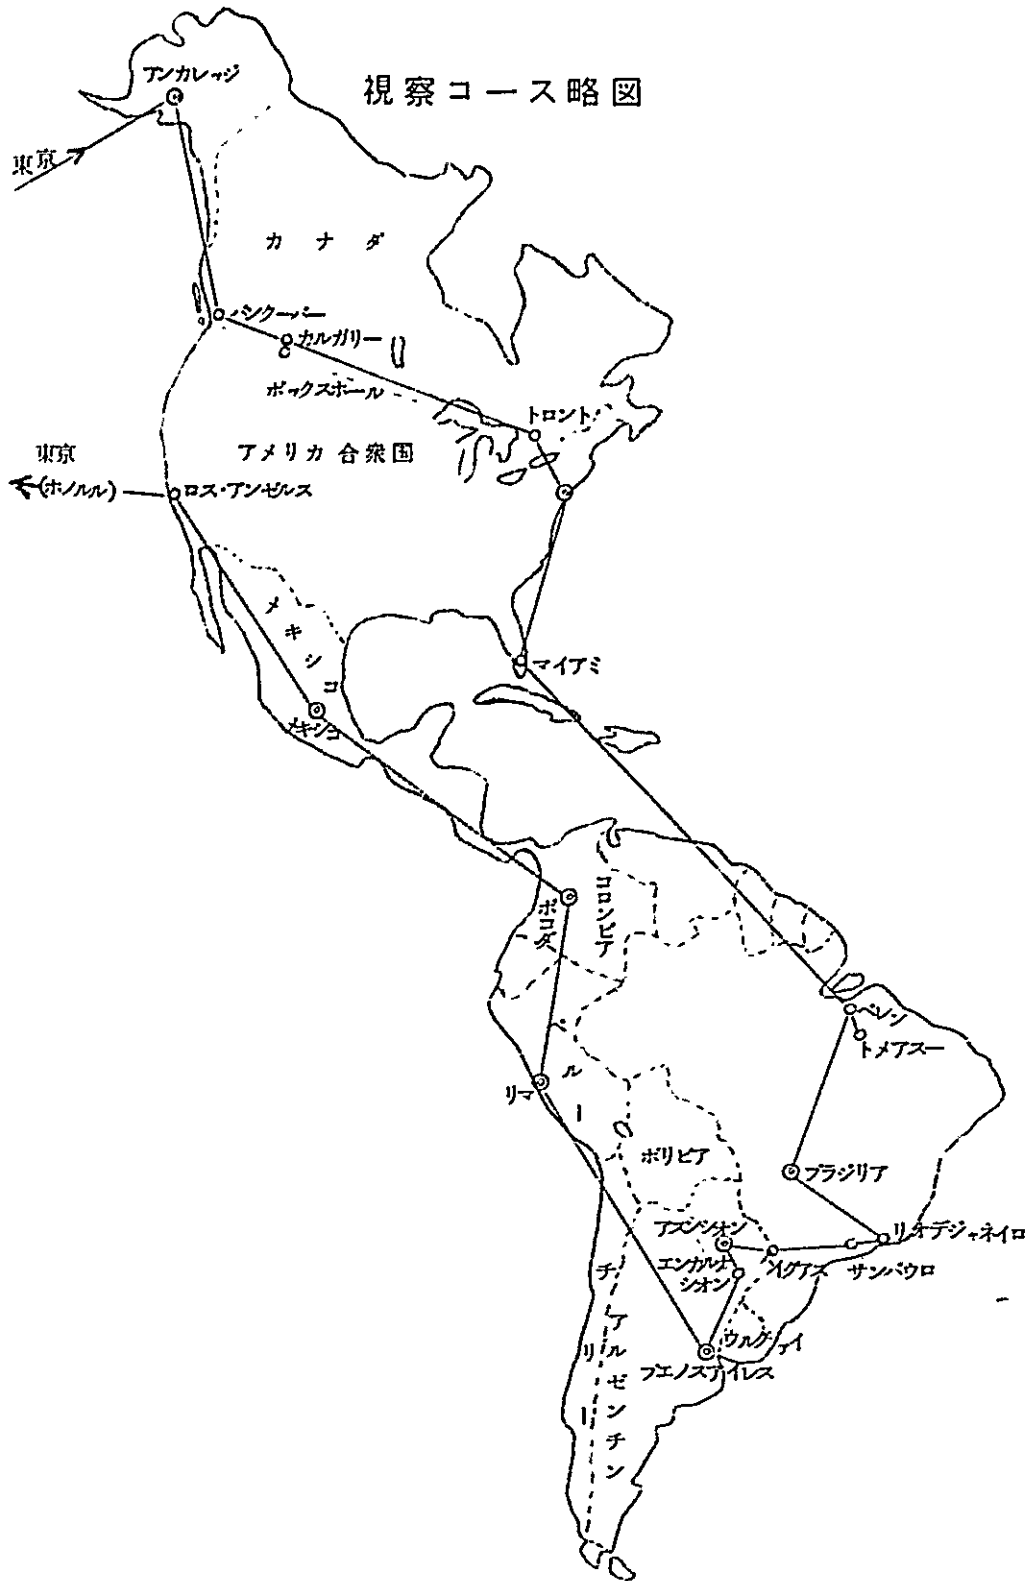 視察コース略図
アンカレッジ
東京
カナダ
バンクーバー
カルガリー
ボックスホール
トロント
アメリカ合衆国
東京
(ホノルル)
ロス・アンゼルス
メキシコ
マイアミ
メキシコ
コロンビア
ボゴダ
ベレン
トメアスー
ペルー
リマ
ボリビア
ブラジリア
アスンシオン
リオデジャネイロ
エンカルナ
シオン
イグアス
サンパウロ
チリー
アルゼンチン
ウルグァイ
ブエノスアイレス